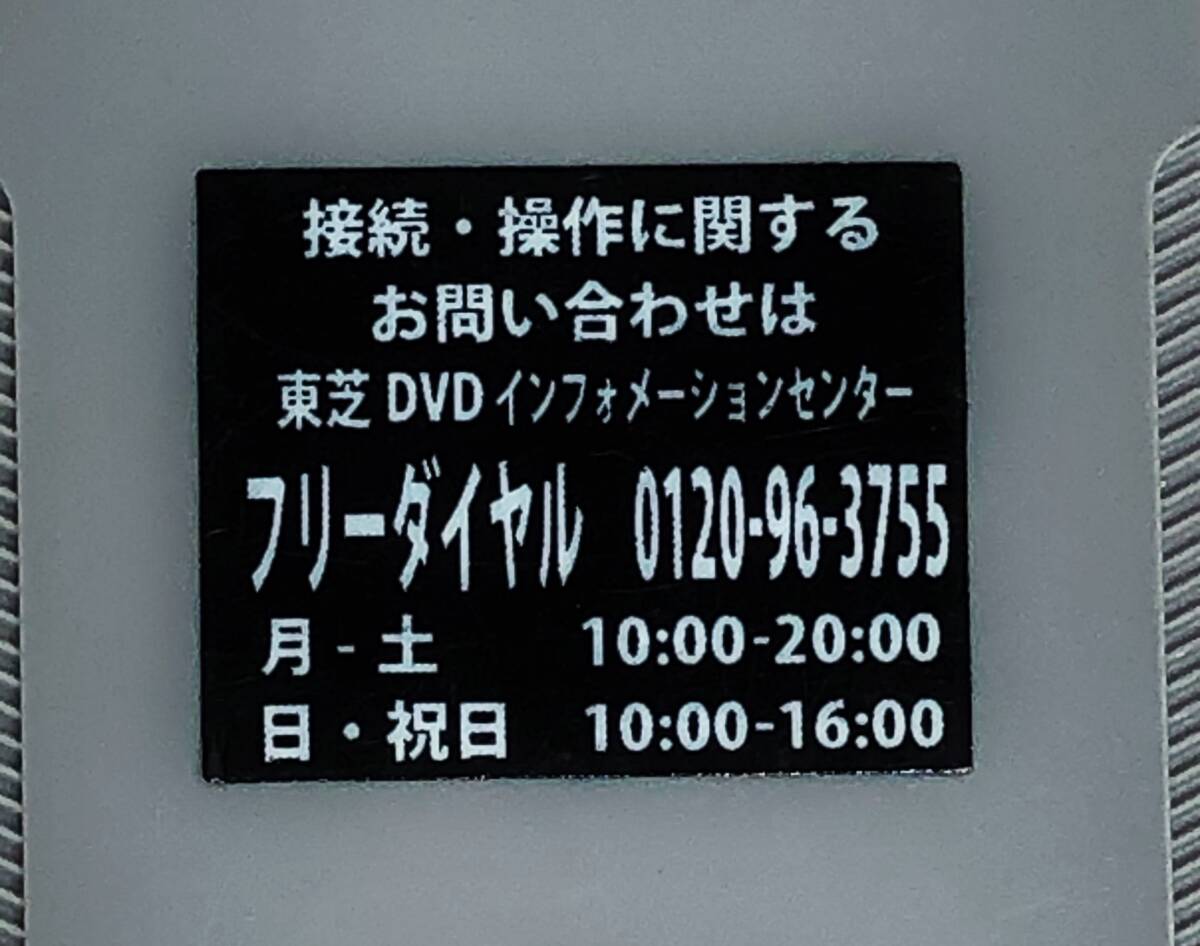 接続・操作に関する
お問い合わせは
東芝 DVD インフォメーションセンター
フリーダイヤル 0120-96-3755
月 - 土 10:00-20:00
日・祝日 10:00-16:00